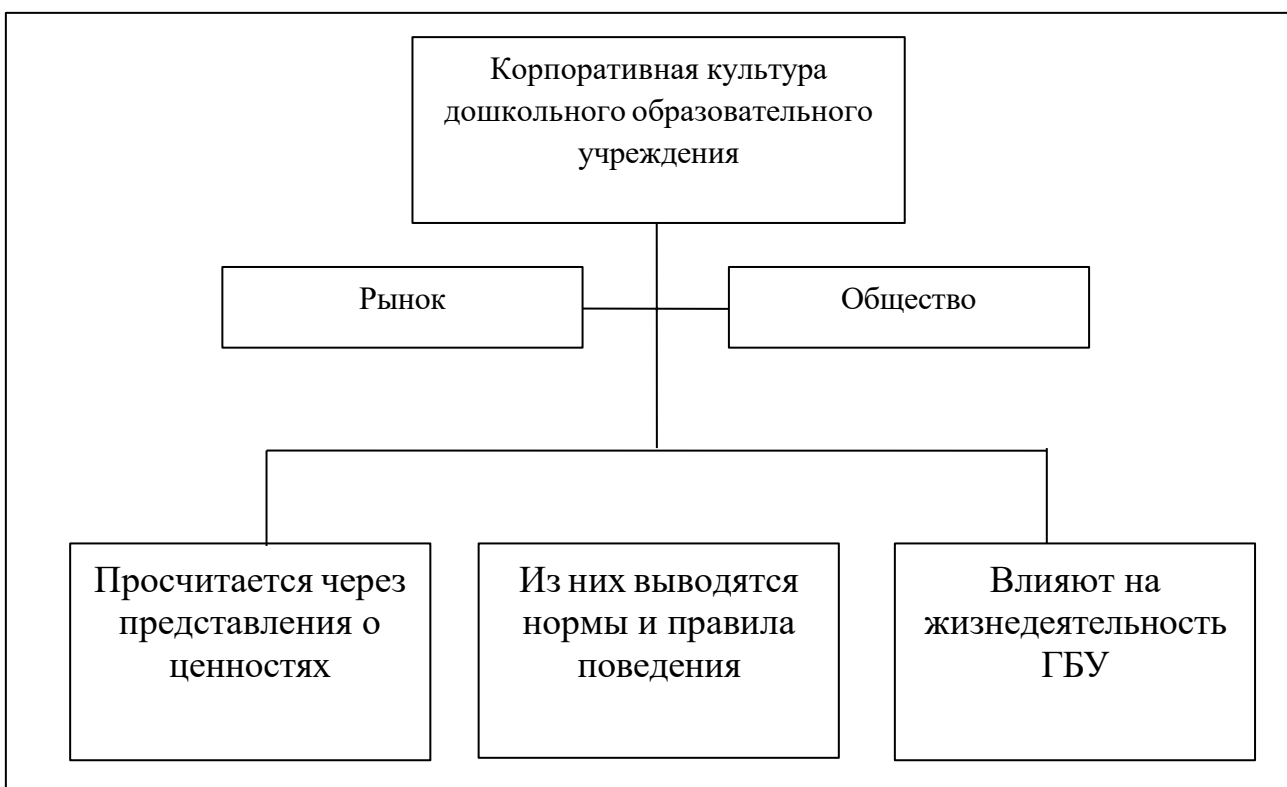 Корпоративная культура
дошкольного образовательного
учреждения
Рынок
Общество
Просчитается через
представления о
ценностях
Из них выводятся
нормы и правила
поведения
Влияют на
жизнедеятельность
ГБУ